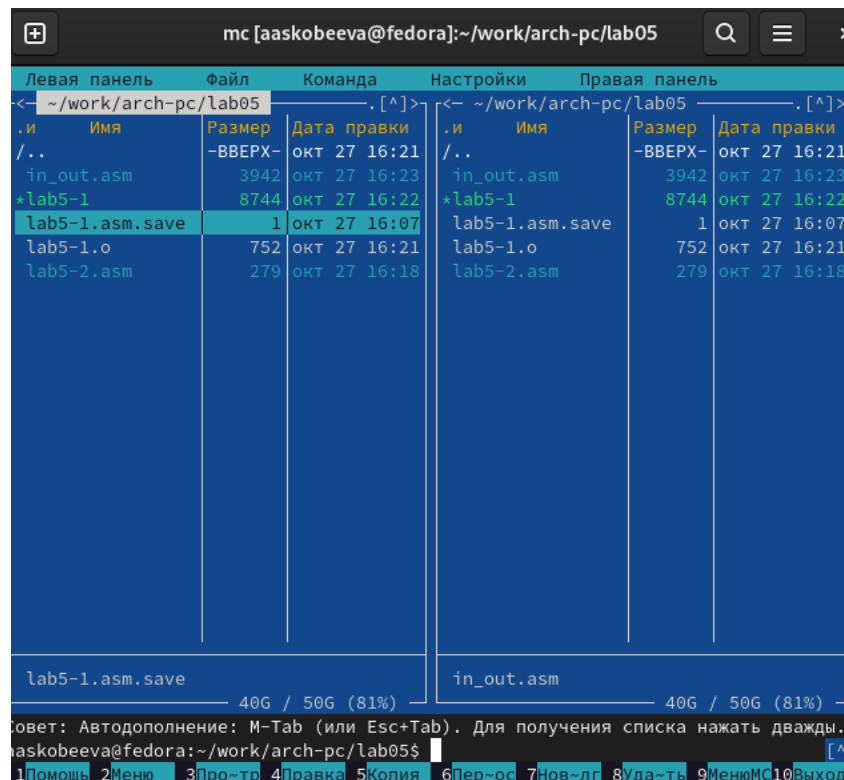 mc [aaskobeeva@fedora]:~/work/arch-pc/lab05
Левая панель Файл Команда Настройки Правая панель
<— ~/work/arch-pc/lab05 —.[^]> <— ~/work/arch-pc/lab05 —.[^]>
.и Имя Размер Дата правки .и Имя Размер Дата правки
/.. -ВВЕРХ- окт 27 16:21 /.. -ВВЕРХ- окт 27 16:21
in_out.asm 3942 окт 27 16:23 in_out.asm 3942 окт 27 16:23
*lab5-1 8744 окт 27 16:22 *lab5-1 8744 окт 27 16:22
lab5-1.asm.save 1 окт 27 16:07 lab5-1.asm.save 1 окт 27 16:07
lab5-1.o 752 окт 27 16:21 lab5-1.o 752 окт 27 16:21
lab5-2.asm 279 окт 27 16:18 lab5-2.asm 279 окт 27 16:18
lab5-1.asm.save in_out.asm
40G / 50G (81%) 40G / 50G (81%)
Совет: Автодополнение: M-Tab (или Esc+Tab). Для получения списка нажать дважды.
aaskobeeva@fedora:~/work/arch-pc/lab05$ [^
1Помощь 2Меню 3Про~тр 4Правка 5Копия 6Пер~ос 7Нов~лг 8Уда~ть 9МенюMC 10Выход